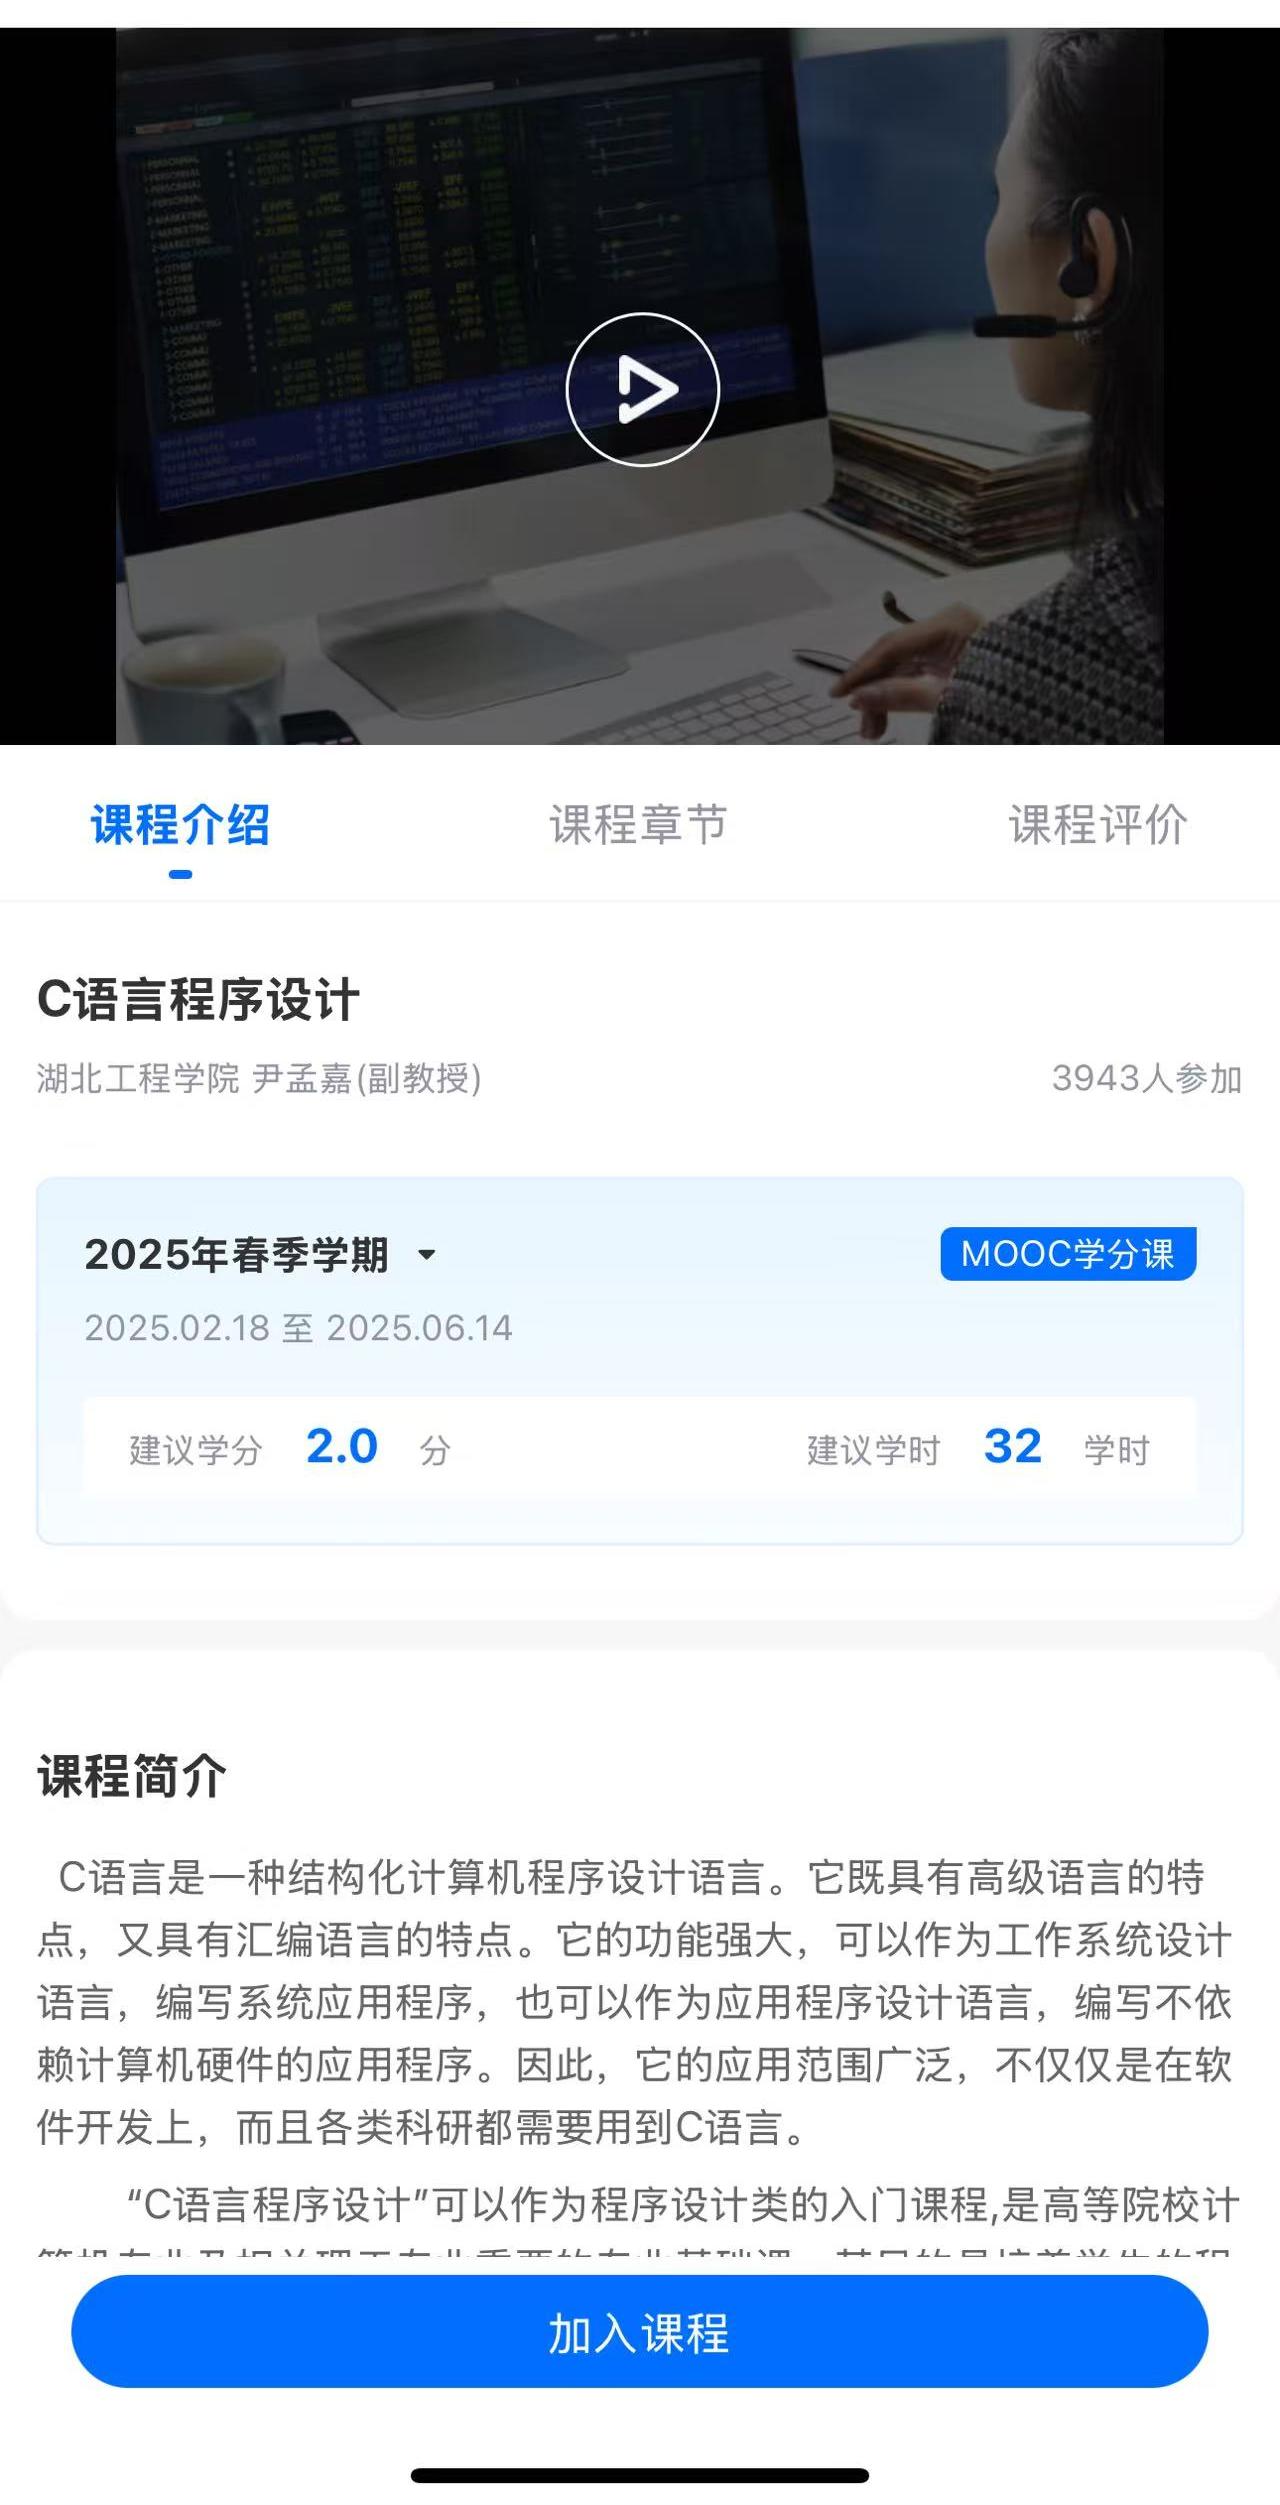 课程介绍 课程章节 课程评价
C语言程序设计
湖北工程学院 尹孟嘉(副教授) 3943人参加
2025年春季学期 MOOC学分课
2025.02.18 至 2025.06.14
建议学分 2.0 分 建议学时 32 学时
课程简介
C语言是一种结构化计算机程序设计语言。它既具有高级语言的特
点，又具有汇编语言的特点。它的功能强大，可以作为工作系统设计
语言，编写系统应用程序，也可以作为应用程序设计语言，编写不依
赖计算机硬件的应用程序。因此，它的应用范围广泛，不仅仅是在软
件开发上，而且各类科研都需要用到C语言。
“C语言程序设计”可以作为程序设计类的入门课程,是高等院校计
加入课程